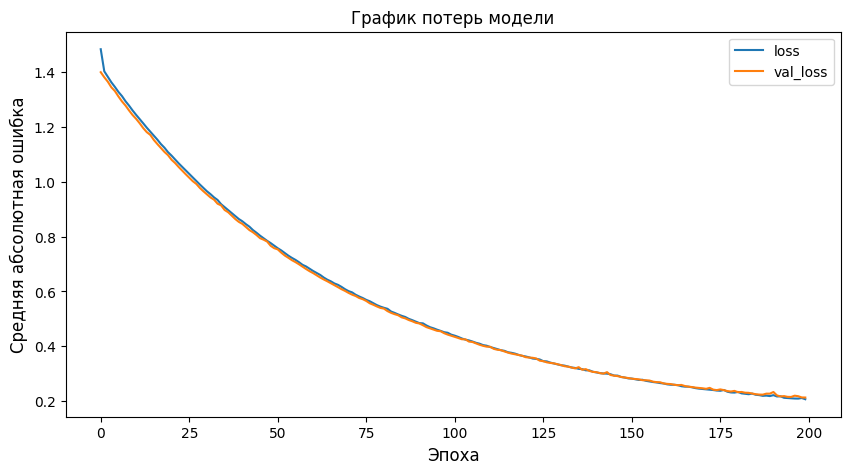 График потерь модели
loss
val_loss
Средняя абсолютная ошибка
1.4
1.2
1.0
0.8
0.6
0.4
0.2
0 25 50 75 100 125 150 175 200
Эпоха